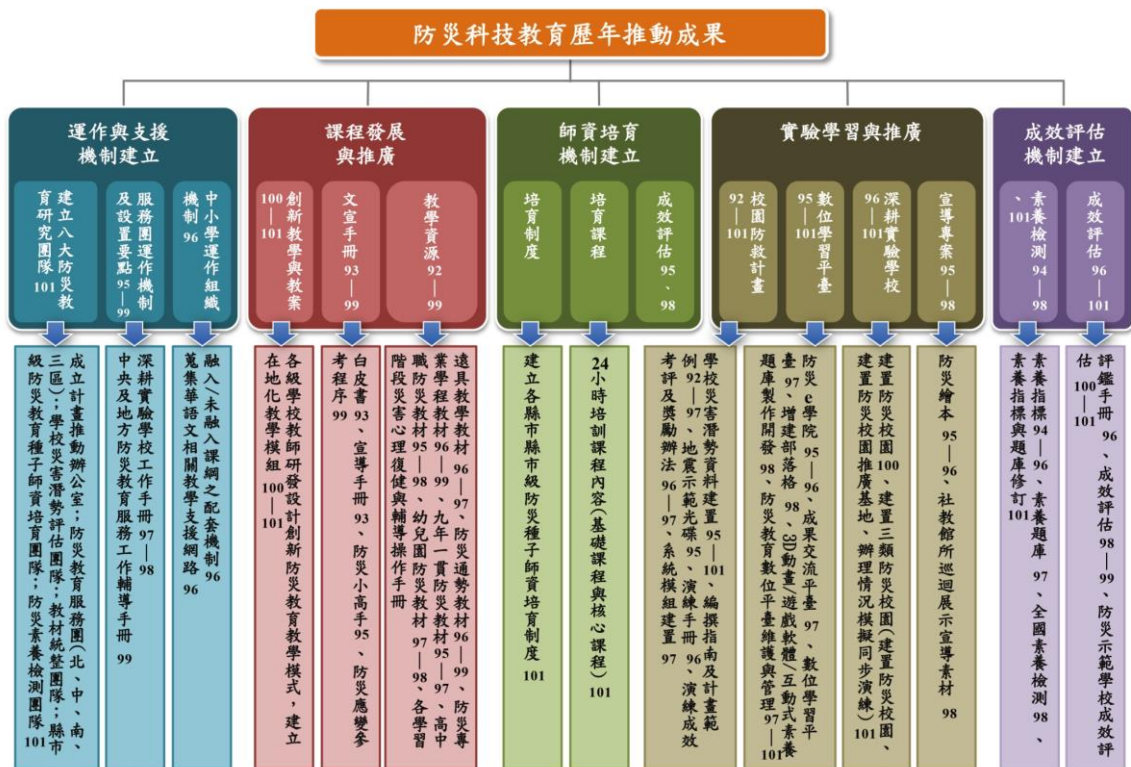 防災科技教育歷年推動成果
運作與支援
機制建立
建立八大防災教
育研究團隊 101
服務團運作機制
及設置要點 95—99
中小學運作組織
機制 96
課程發展
與推廣
創新教學與教案
100—101
文宣手冊 93—99
教學資源 92—99
師資培育
機制建立
培育制度
培育課程
成效評估 95、98
實驗學習與推廣
校園防救計畫
92—101
數位學習平臺
95—101
深耕實驗學校
96—101
宣導專案 95—98
成效評估
機制建立
素養檢測 94—98
、101
成效評估 96—101
成立計畫推動辦公室；防災教育服務團(北、中、南、
三區)；學校災害潛勢評估團隊；教材統整團隊；縣市
級防災教育種子師資培育團隊；防災素養檢測團隊 101
深耕實驗學校工作手冊 97—98
中央及地方防災教育服務工作輔導手冊 99
融入/未融入課綱之配套機制 96
蒐集華語文相關教學支援網路 96
各級學校教師研發設計創新防災教育教學模式，建立
在地化教學模組 100—101
白皮書 93、宣導手冊 93、防災小高手 95、防災應變參
考程序 99
遠具教學教材 96—97、防災通勢教材 96—99、防災專
業學程教材 96—99、九年一貫防災教材 95—97、高中
職防災教材 95—98、幼兒園防災教材 97—98、各學習
階段災害心理復健與輔導操作手冊
建立各縣市縣市級防災種子師資培育制度 101
24小時培訓課程內容(基礎課程與核心課程) 101
學校災害潛勢資料建置 95—101、編撰指南及計畫範
例 92—97、地震示範光碟 95、演練手冊 96、演練成效
考評及獎勵辦法 96—97、系統模組建置 97
防災e學院 95—96、成果交流平臺 97、數位學習平
臺 97、增建部落格 98、3D動畫/遊戲軟體/互動式素養
題庫製作開發 98、防災教育數位平臺維護與管理 97—101
建置防災校園 100、建置三類防災校園(建置防災校園、
建置防災校園推廣基地、辦理情況模擬同步演練) 101
防災繪本 95—96、社教館所巡迴展示宣導素材 98
素養指標 94—96、素養題庫 97、全國素養檢測 98、
素養指標與題庫修訂 101
評鑑手冊 96、成效評估 98—99、防災示範學校成效評
估 100—101